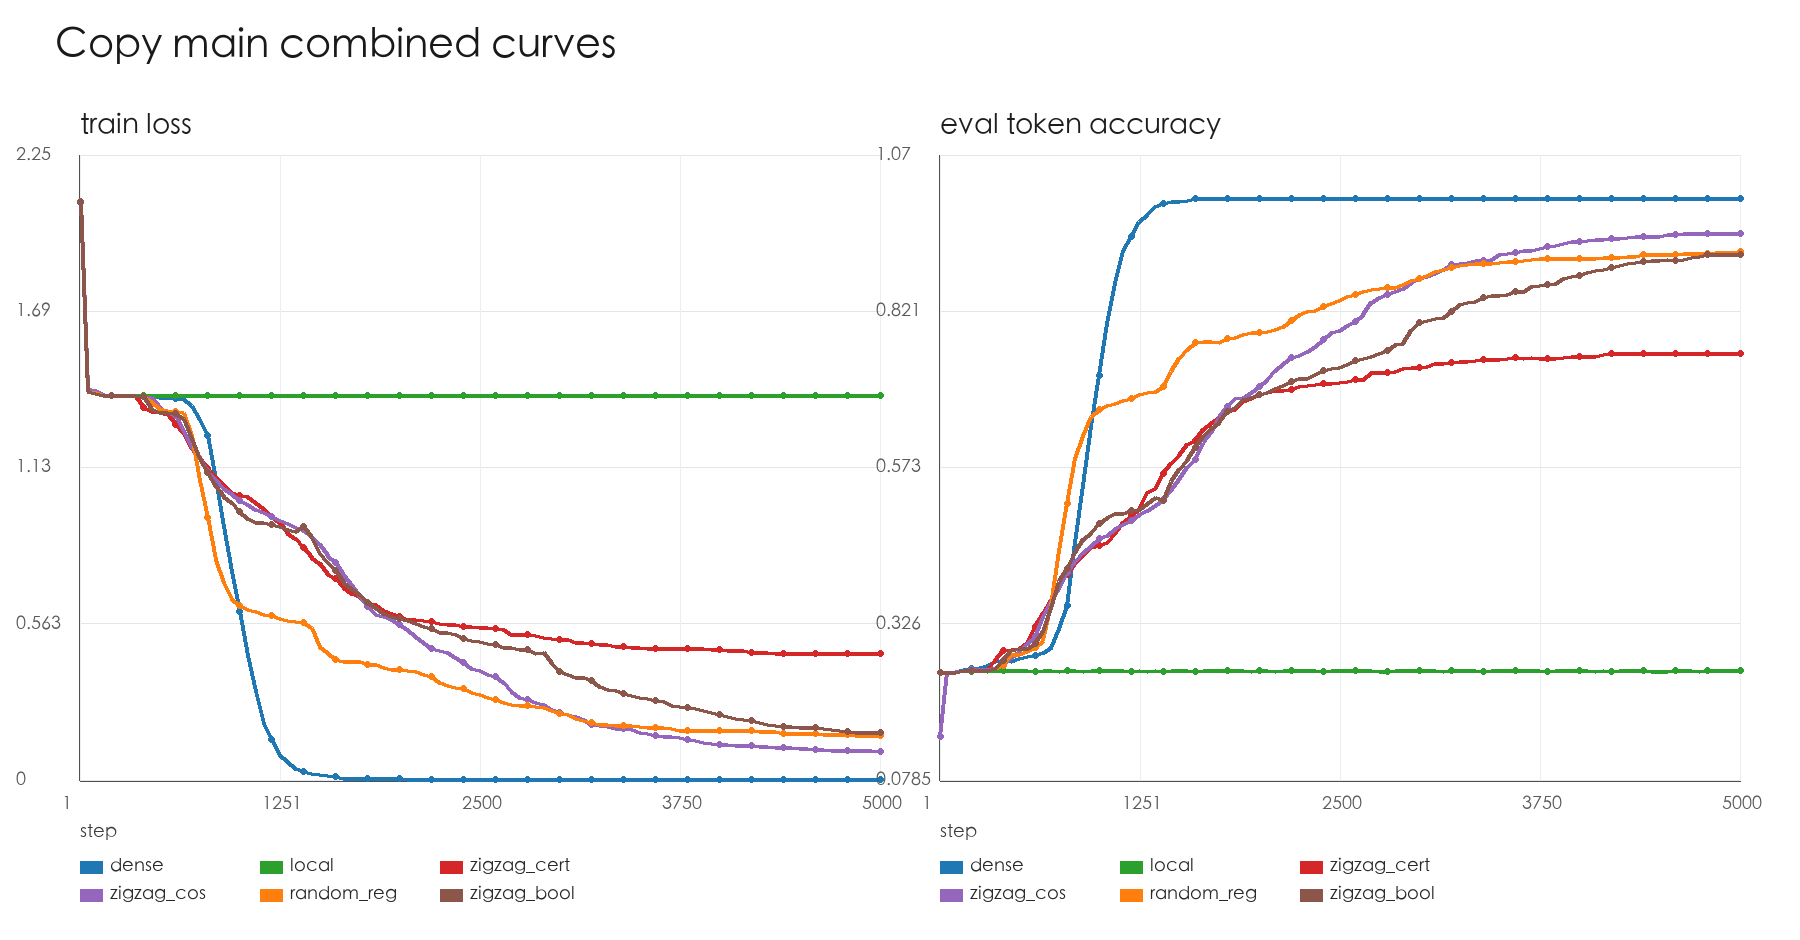 Copy main combined curves
train loss
2.25
1.69
1.13
0.563
0
1 1251 2500 3750 5000
step
dense local zigzag_cert
zigzag_cos random_reg zigzag_bool
eval token accuracy
1.07
0.821
0.573
0.326
0.0785
1 1251 2500 3750 5000
step
dense local zigzag_cert
zigzag_cos random_reg zigzag_bool